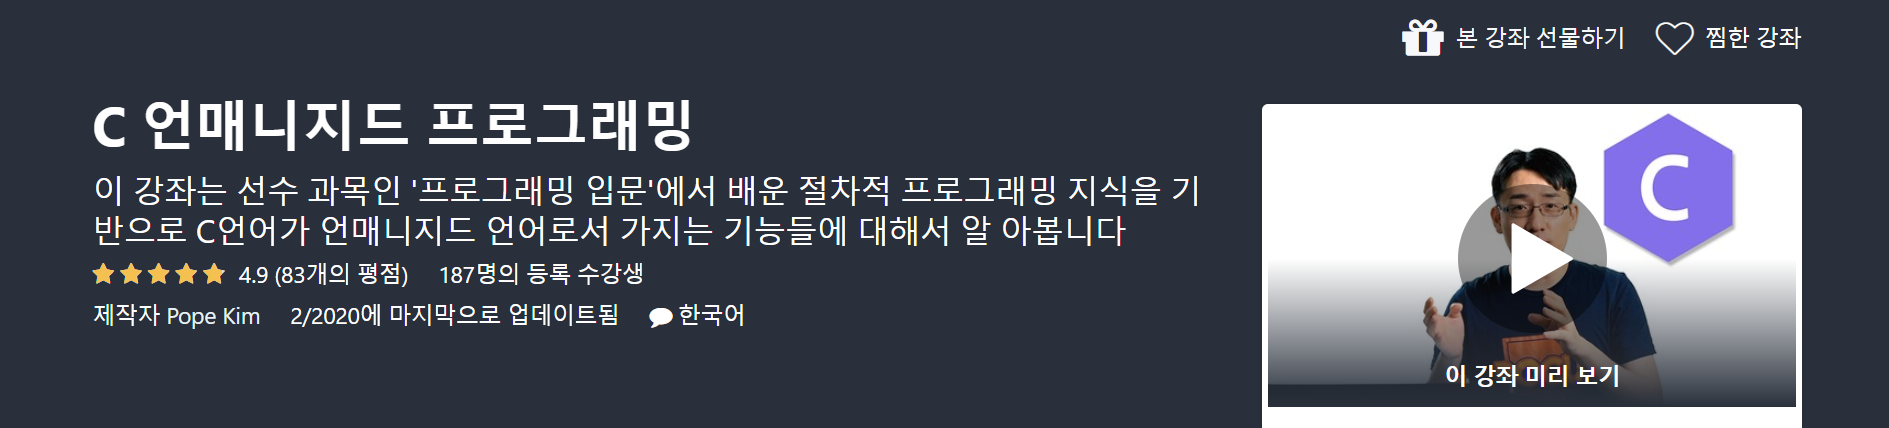 본 강좌 선물하기
찜한 강좌
C 언매니지드 프로그래밍
이 강좌는 선수 과목인 '프로그래밍 입문'에서 배운 절차적 프로그래밍 지식을 기
반으로 C언어가 언매니지드 언어로서 가지는 기능들에 대해서 알 아봅니다
4.9 (83개의 평점) 187명의 등록 수강생
제작자 Pope Kim 2/2020에 마지막으로 업데이트됨 한국어
C
이 강좌 미리 보기